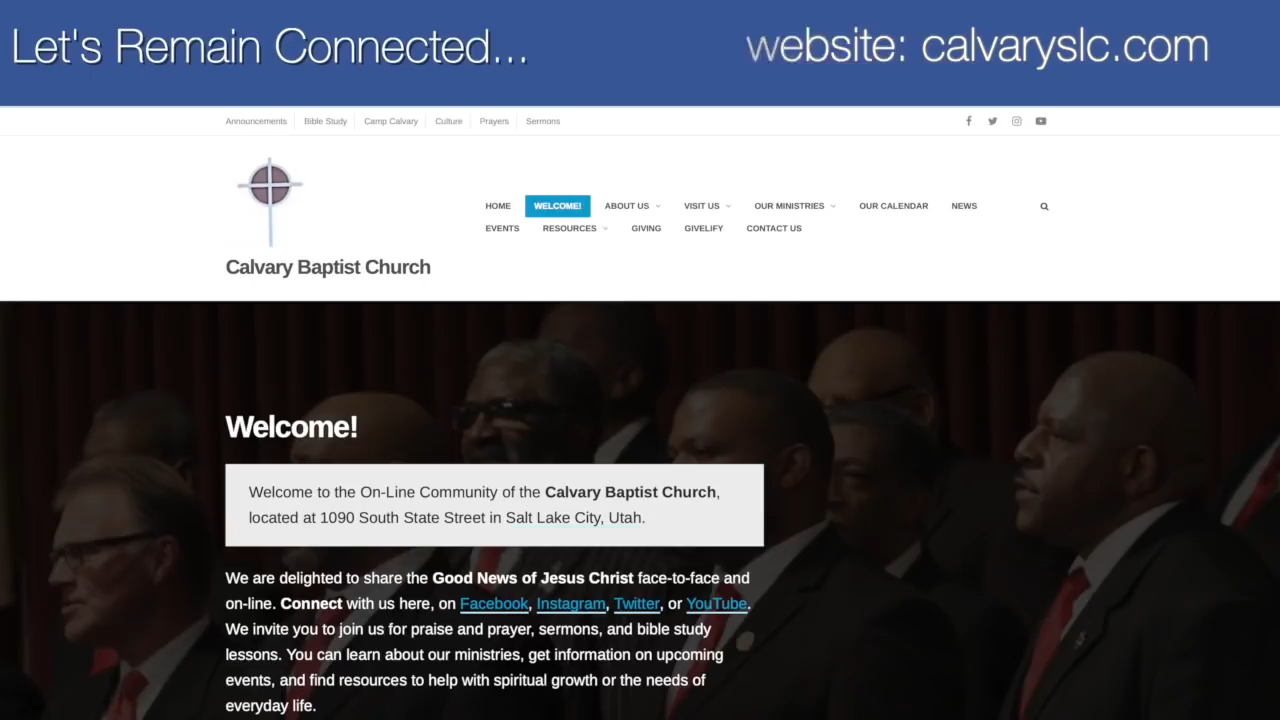 Let's Remain Connected...
website: calvaryslc.com
Announcements Bible Study Camp Calvary Culture Prayers Sermons
Calvary Baptist Church
HOME WELCOME! ABOUT US VISIT US OUR MINISTRIES OUR CALENDAR NEWS
EVENTS RESOURCES GIVING GIVELIFY CONTACT US
Welcome!
Welcome to the On-Line Community of the Calvary Baptist Church,
located at 1090 South State Street in Salt Lake City, Utah.
We are delighted to share the Good News of Jesus Christ face-to-face and
on-line. Connect with us here, on Facebook, Instagram, Twitter, or YouTube.
We invite you to join us for praise and prayer, sermons, and bible study
lessons. You can learn about our ministries, get information on upcoming
events, and find resources to help with spiritual growth or the needs of
everyday life.